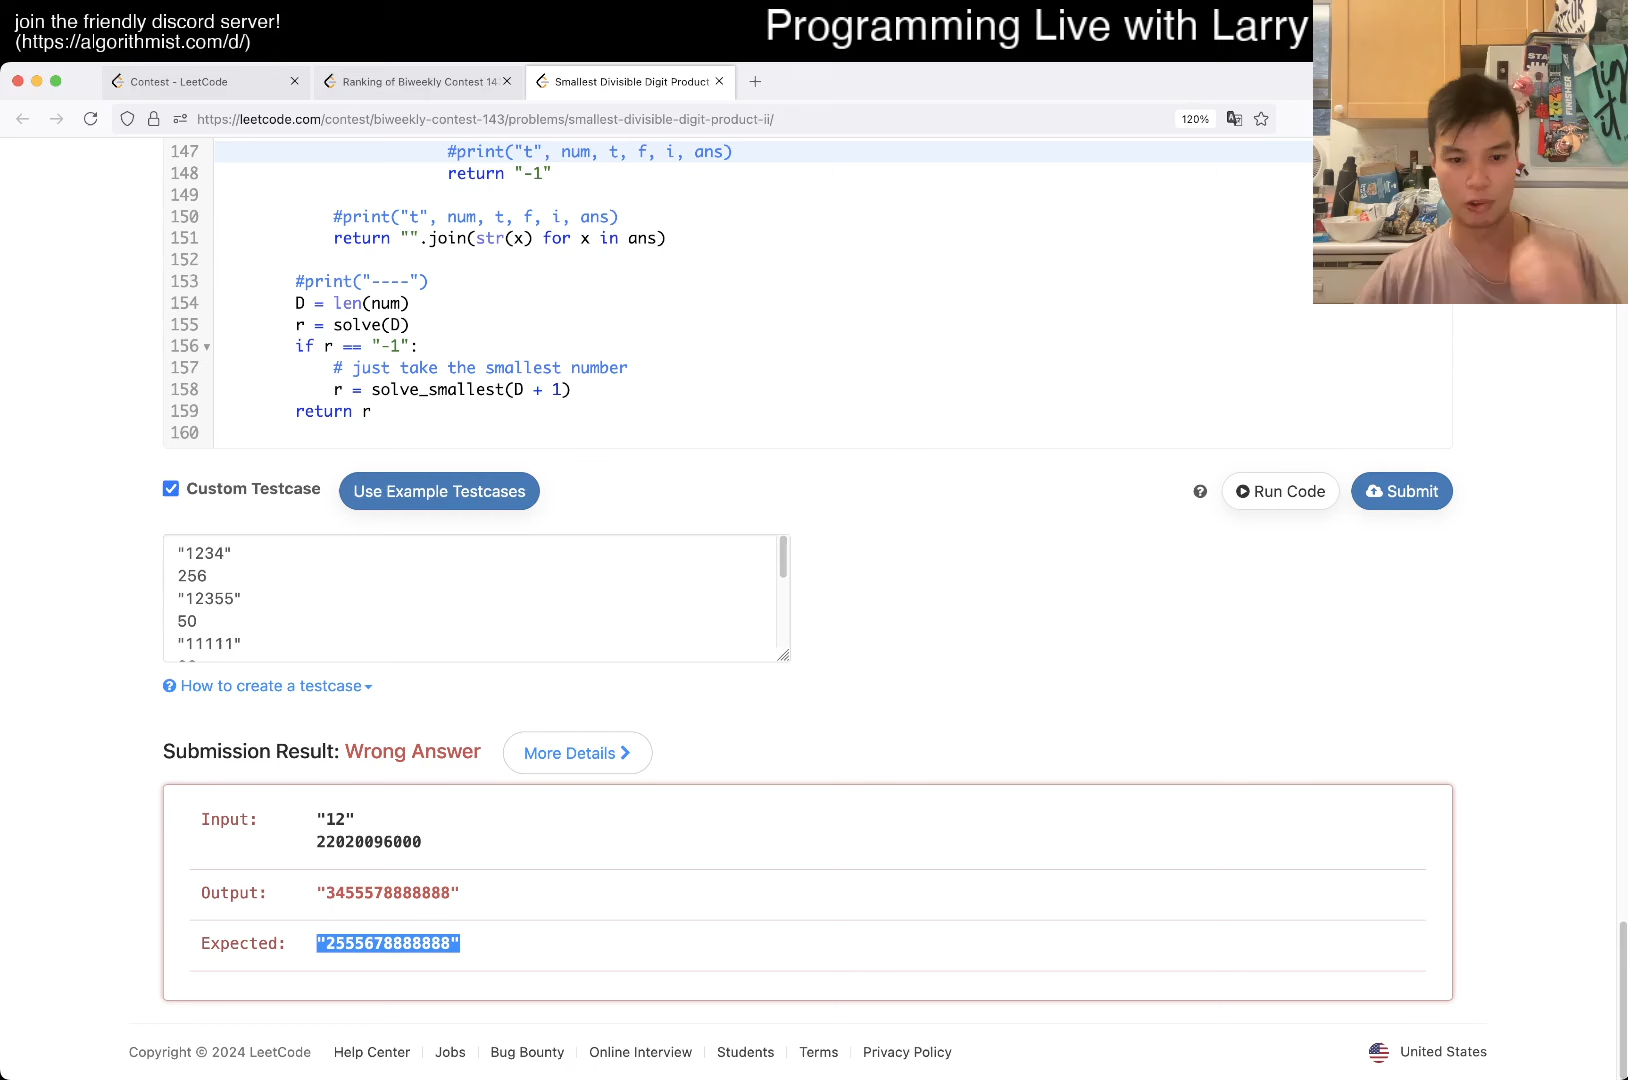 join the friendly discord server!
(https://algorithmist.com/d/)
Programming Live with Larry
Contest - LeetCode
Ranking of Biweekly Contest 14
Smallest Divisible Digit Product
https://leetcode.com/contest/biweekly-contest-143/problems/smallest-divisible-digit-product-ii/
120%
147 #print("t", num, t, f, i, ans)
148 return "-1"
149
150 #print("t", num, t, f, i, ans)
151 return "".join(str(x) for x in ans)
152
153 #print("----")
154 D = len(num)
155 r = solve(D)
156 if r == "-1":
157 # just take the smallest number
158 r = solve_smallest(D + 1)
159 return r
160
Custom Testcase
Use Example Testcases
Run Code
Submit
"1234"
256
"12355"
50
"11111"
How to create a testcase
Submission Result: Wrong Answer
More Details
Input: "12"
22020096000
Output: "3455578888888"
Expected: "2555678888888"
Copyright © 2024 LeetCode
Help Center
Jobs
Bug Bounty
Online Interview
Students
Terms
Privacy Policy
United States